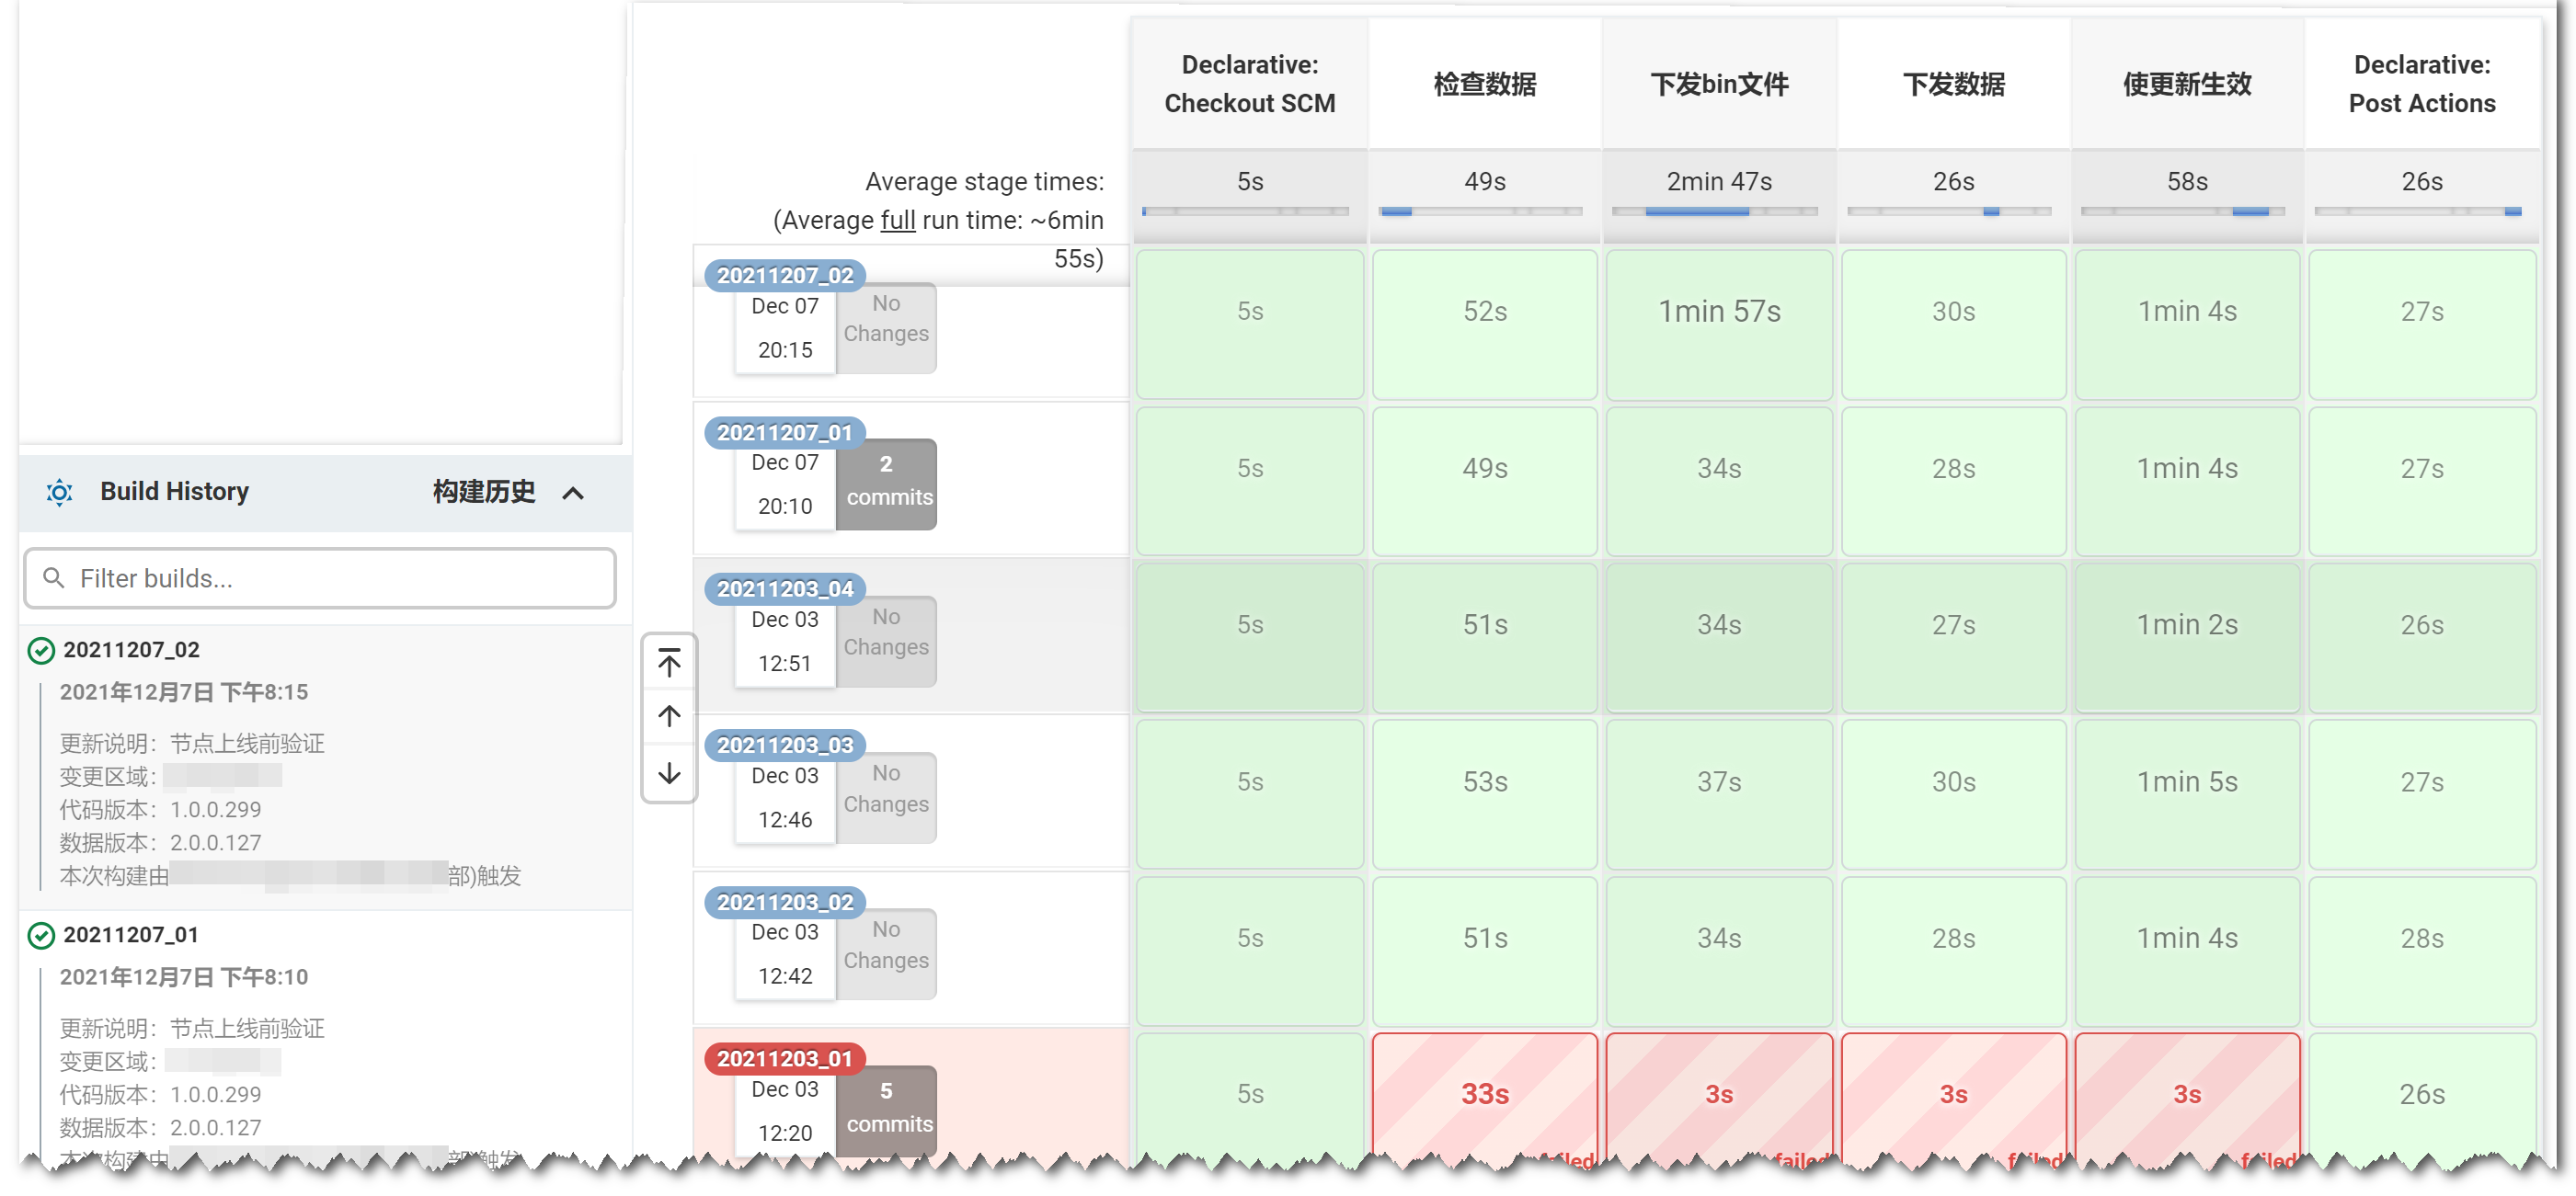 Build History 构建历史
Filter builds...
20211207_02
2021年12月7日 下午8:15
更新说明：节点上线前验证
变更区域：
代码版本：1.0.0.299
数据版本：2.0.0.127
本次构建由 部)触发
20211207_01
2021年12月7日 下午8:10
更新说明：节点上线前验证
变更区域：
代码版本：1.0.0.299
数据版本：2.0.0.127
本次构建由 部)触发
Declarative:
Checkout SCM
检查数据
下发bin文件
下发数据
使更新生效
Declarative:
Post Actions
Average stage times:
(Average full run time: ~6min
55s)
5s
49s
2min 47s
26s
58s
26s
20211207_02
Dec 07
20:15
No
Changes
5s
52s
1min 57s
30s
1min 4s
27s
20211207_01
Dec 07
20:10
2
commits
5s
49s
34s
28s
1min 4s
27s
20211203_04
Dec 03
12:51
No
Changes
5s
51s
34s
27s
1min 2s
26s
20211203_03
Dec 03
12:46
No
Changes
5s
53s
37s
30s
1min 5s
27s
20211203_02
Dec 03
12:42
No
Changes
5s
51s
34s
28s
1min 4s
28s
20211203_01
Dec 03
12:20
5
commits
5s
33s
failed
3s
failed
3s
failed
3s
failed
26s